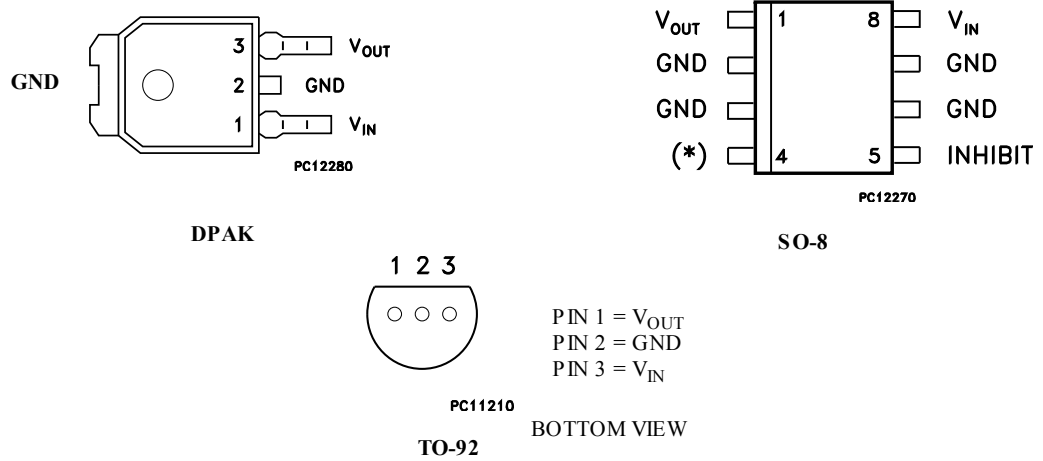 GND
3 V_OUT
2 GND
1 V_IN
PC12280
DPAK
V_OUT 1 8 V_IN
GND GND
GND GND
(*) 4 5 INHIBIT
PC12270
SO-8
1 2 3
PIN 1 = V_OUT
PIN 2 = GND
PIN 3 = V_IN
PC11210
BOTTOM VIEW
TO-92